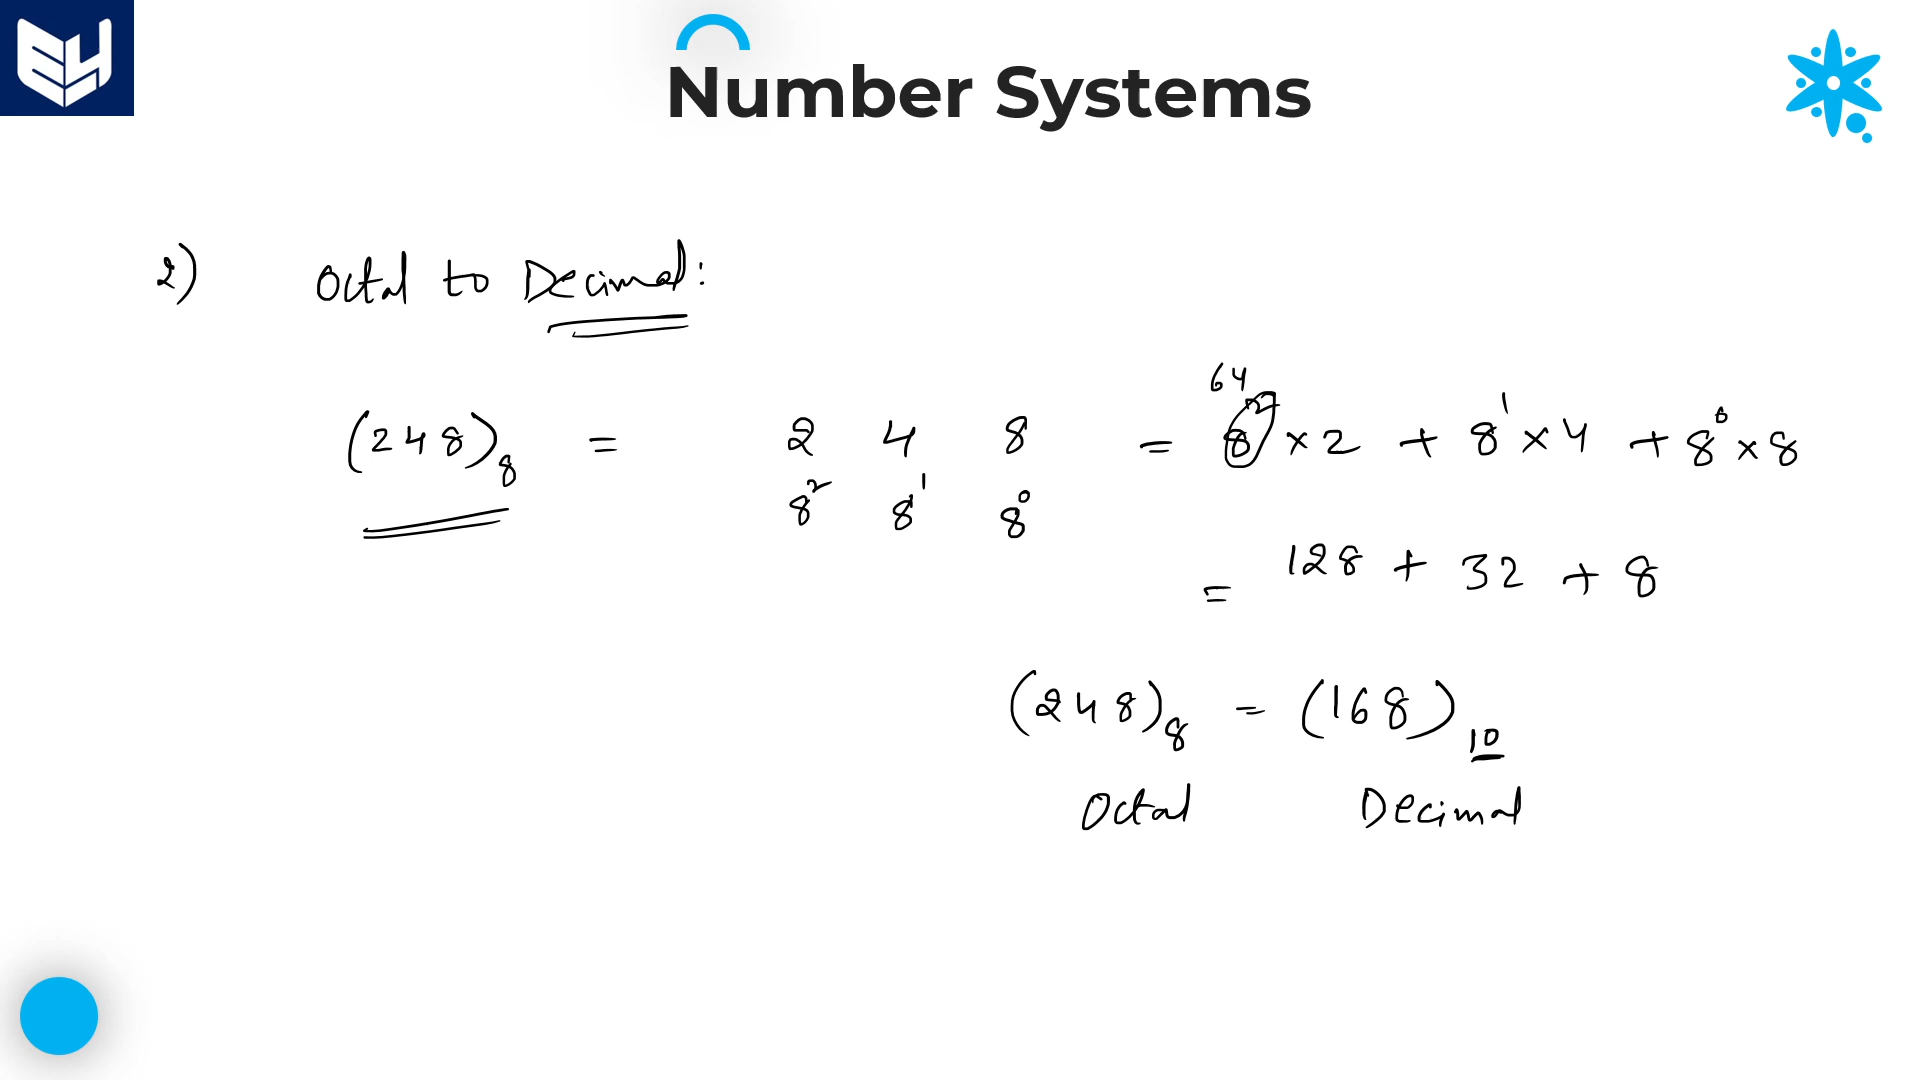 Number Systems
2) Octal to Decimal:
64
(248)₈ = 2 4 8 = 8² × 2 + 8¹ × 4 + 8⁰ × 8
8² 8¹ 8⁰
= 128 + 32 + 8
(248)₈ = (168)₁₀
Octal Decimal